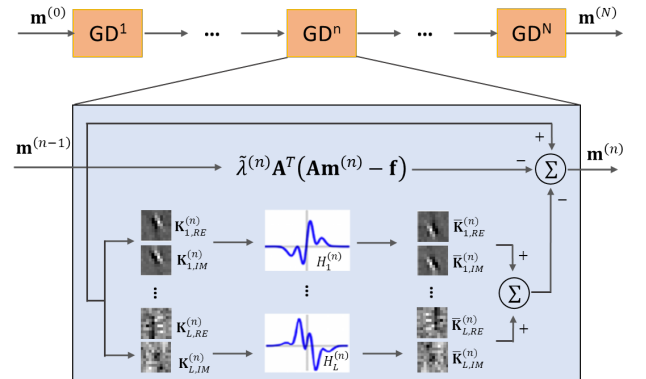 𝐦⁽⁰⁾ GD¹ ... GDⁿ ... GDᴺ 𝐦⁽ᴺ⁾
+
𝐦⁽ⁿ⁻¹⁾ λ̃⁽ⁿ⁾𝐀ᵀ(𝐀𝐦⁽ⁿ⁾ − 𝐟) − ∑ 𝐦⁽ⁿ⁾
−
𝐊₁,RE⁽ⁿ⁾ 𝐊̅₁,RE⁽ⁿ⁾
𝐊₁,IM⁽ⁿ⁾ H₁⁽ⁿ⁾ 𝐊̅₁,IM⁽ⁿ⁾ +
⋮ ⋮ ⋮ ∑
𝐊L,RE⁽ⁿ⁾ 𝐊̅L,RE⁽ⁿ⁾ +
𝐊L,IM⁽ⁿ⁾ HL⁽ⁿ⁾ 𝐊̅L,IM⁽ⁿ⁾